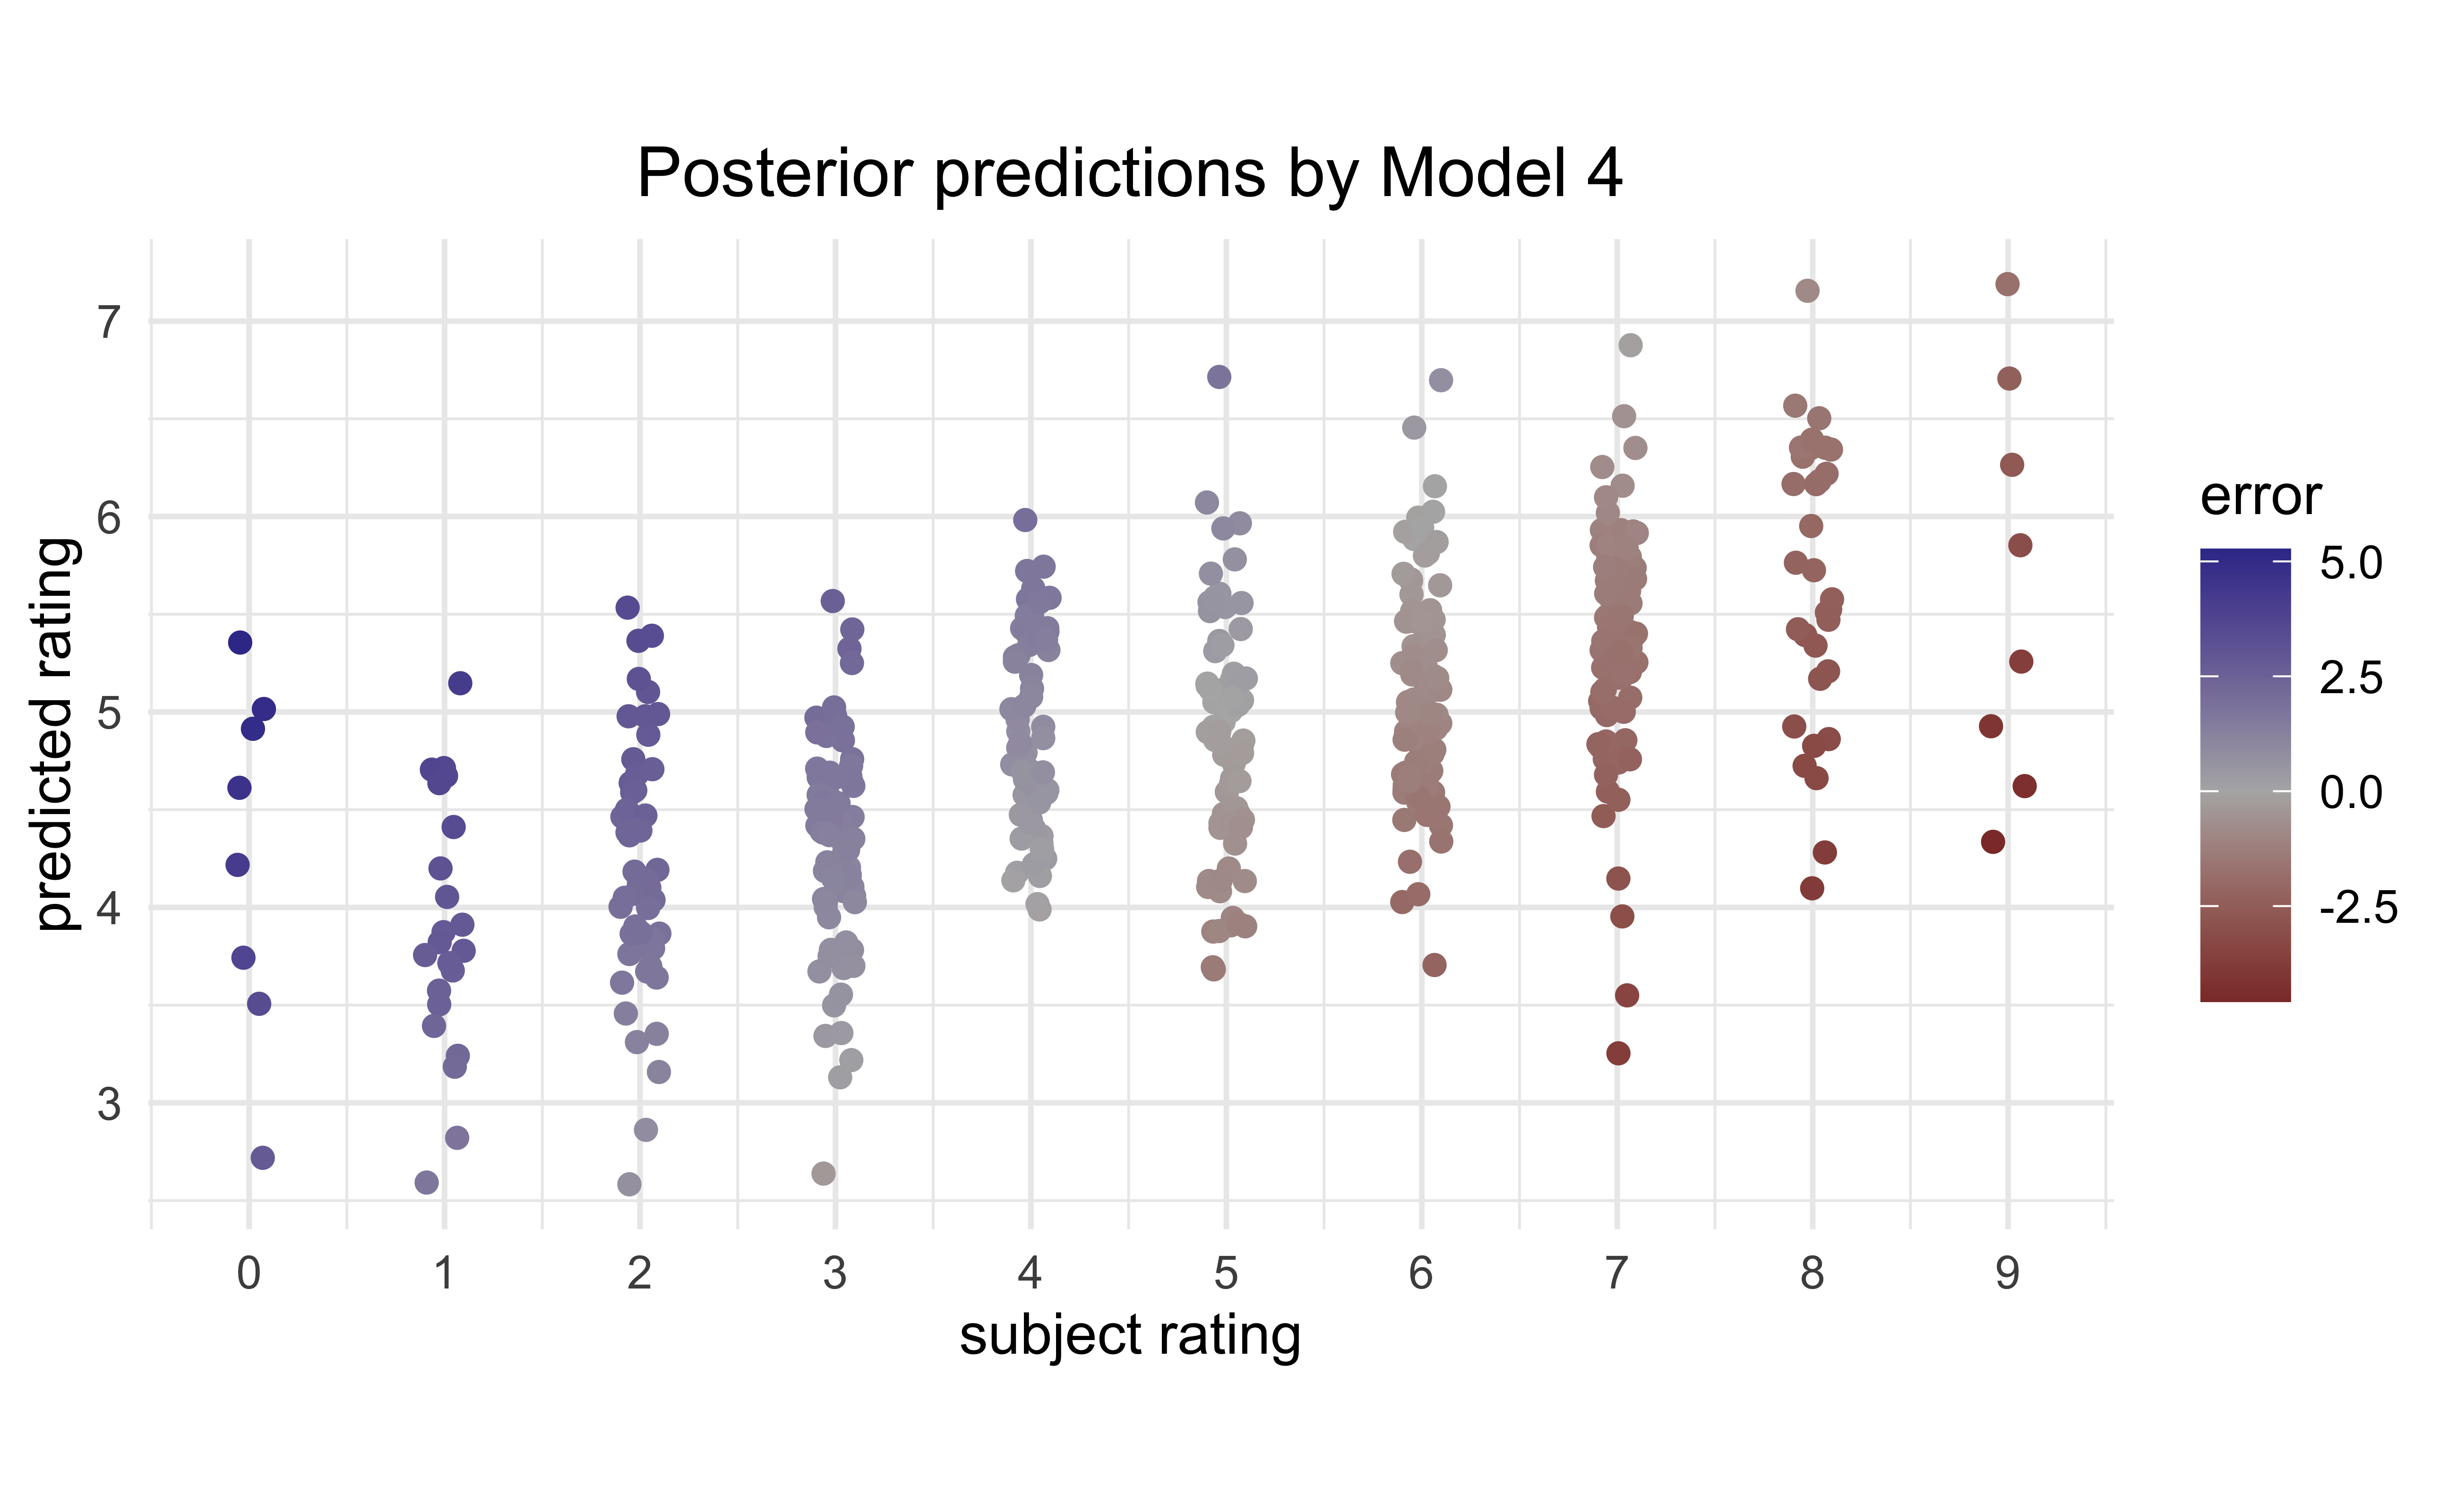 Posterior predictions by Model 4
predicted rating
7
6
5
4
3
0 1 2 3 4 5 6 7 8 9
subject rating
error
5.0
2.5
0.0
-2.5